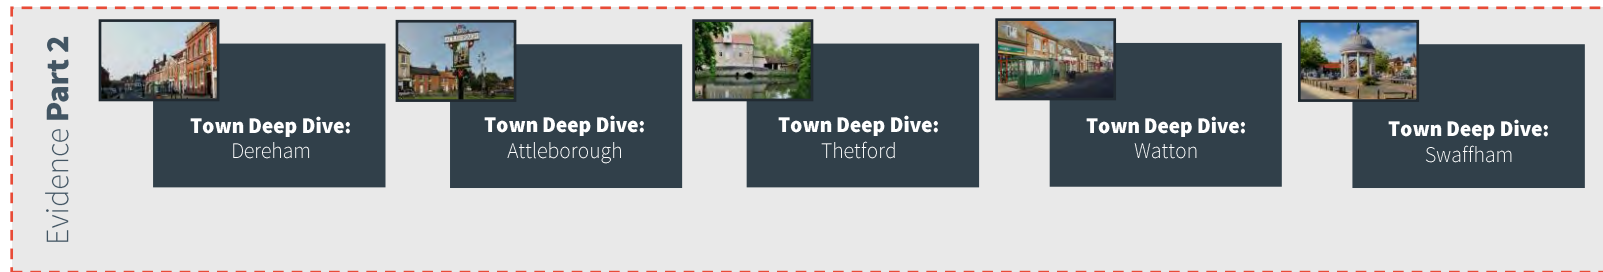 Evidence Part 2
Town Deep Dive:
Dereham
Town Deep Dive:
Attleborough
Town Deep Dive:
Thetford
Town Deep Dive:
Watton
Town Deep Dive:
Swaffham